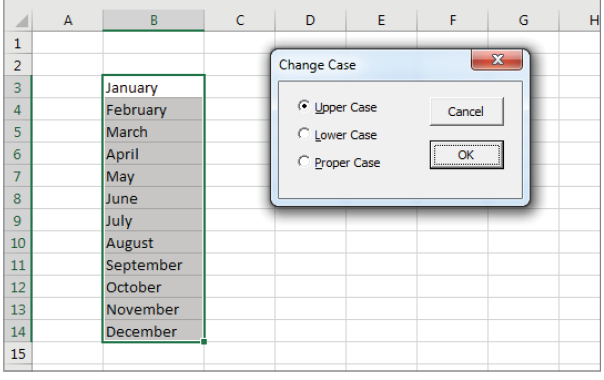 A B C D E F G H
1
2
3 January
4 February
5 March
6 April
7 May
8 June
9 July
10 August
11 September
12 October
13 November
14 December
15
Change Case
Upper Case
Cancel
Lower Case
OK
Proper Case